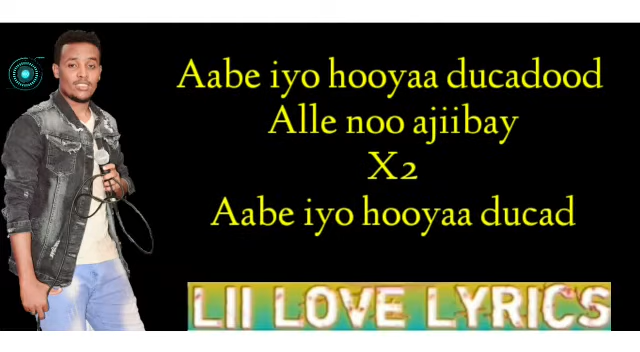 Aabe iyo hooyaa ducadood
Alle noo ajiibay
X2
Aabe iyo hooyaa ducad
LII LOVE LYRICS